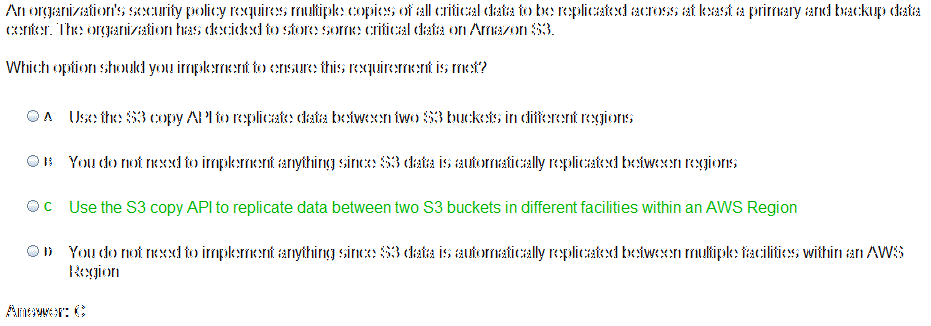 An organization's security policy requires multiple copies of all critical data to be replicated across at least a primary and backup data
center. The organization has decided to store some critical data on Amazon S3.
Which option should you implement to ensure this requirement is met?
A Use the S3 copy API to replicate data between two S3 buckets in different regions
B You do not need to implement anything since S3 data is automatically replicated between regions
C Use the S3 copy API to replicate data between two S3 buckets in different facilities within an AWS Region
D You do not need to implement anything since S3 data is automatically replicated between multiple facilities within an AWS
Region
Answer: C